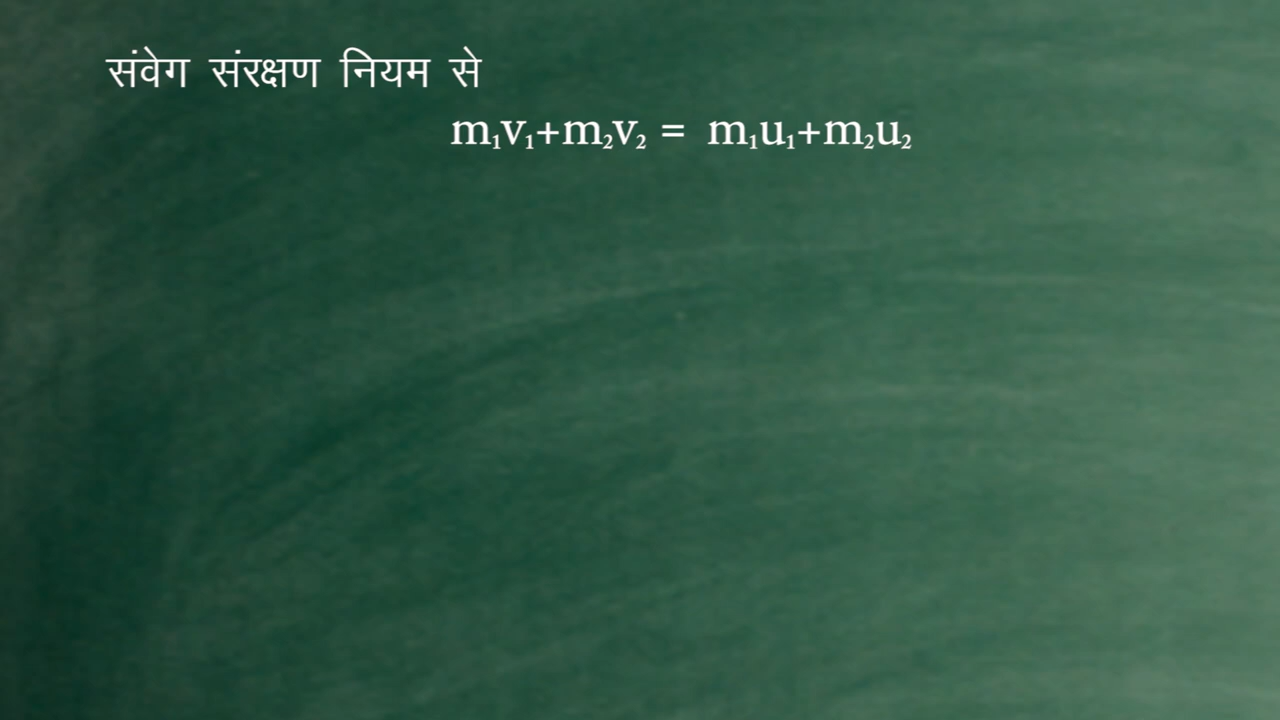 संवेग संरक्षण नियम से
m₁v₁+m₂v₂ = m₁u₁+m₂u₂